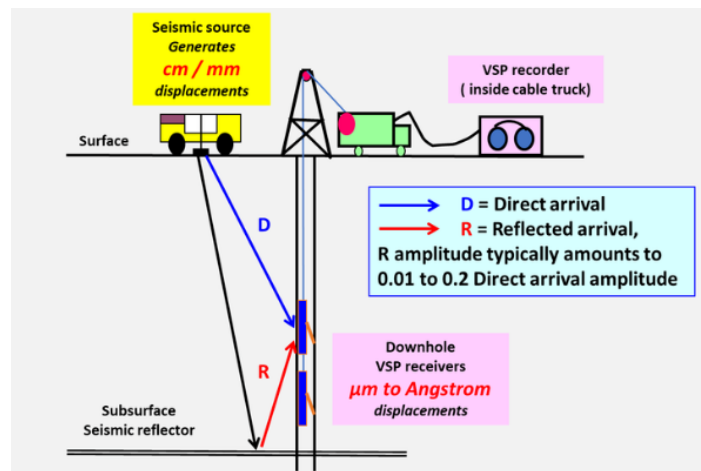 Seismic source
Generates
cm / mm
displacements
VSP recorder
( inside cable truck)
Surface
D = Direct arrival
R = Reflected arrival,
R amplitude typically amounts to
0.01 to 0.2 Direct arrival amplitude
D
R
Downhole
VSP receivers
µm to Angstrom
displacements
Subsurface
Seismic reflector